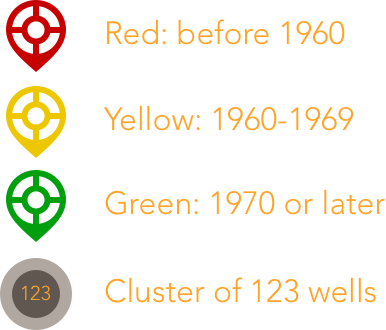 Red: before 1960
Yellow: 1960-1969
Green: 1970 or later
123 Cluster of 123 wells